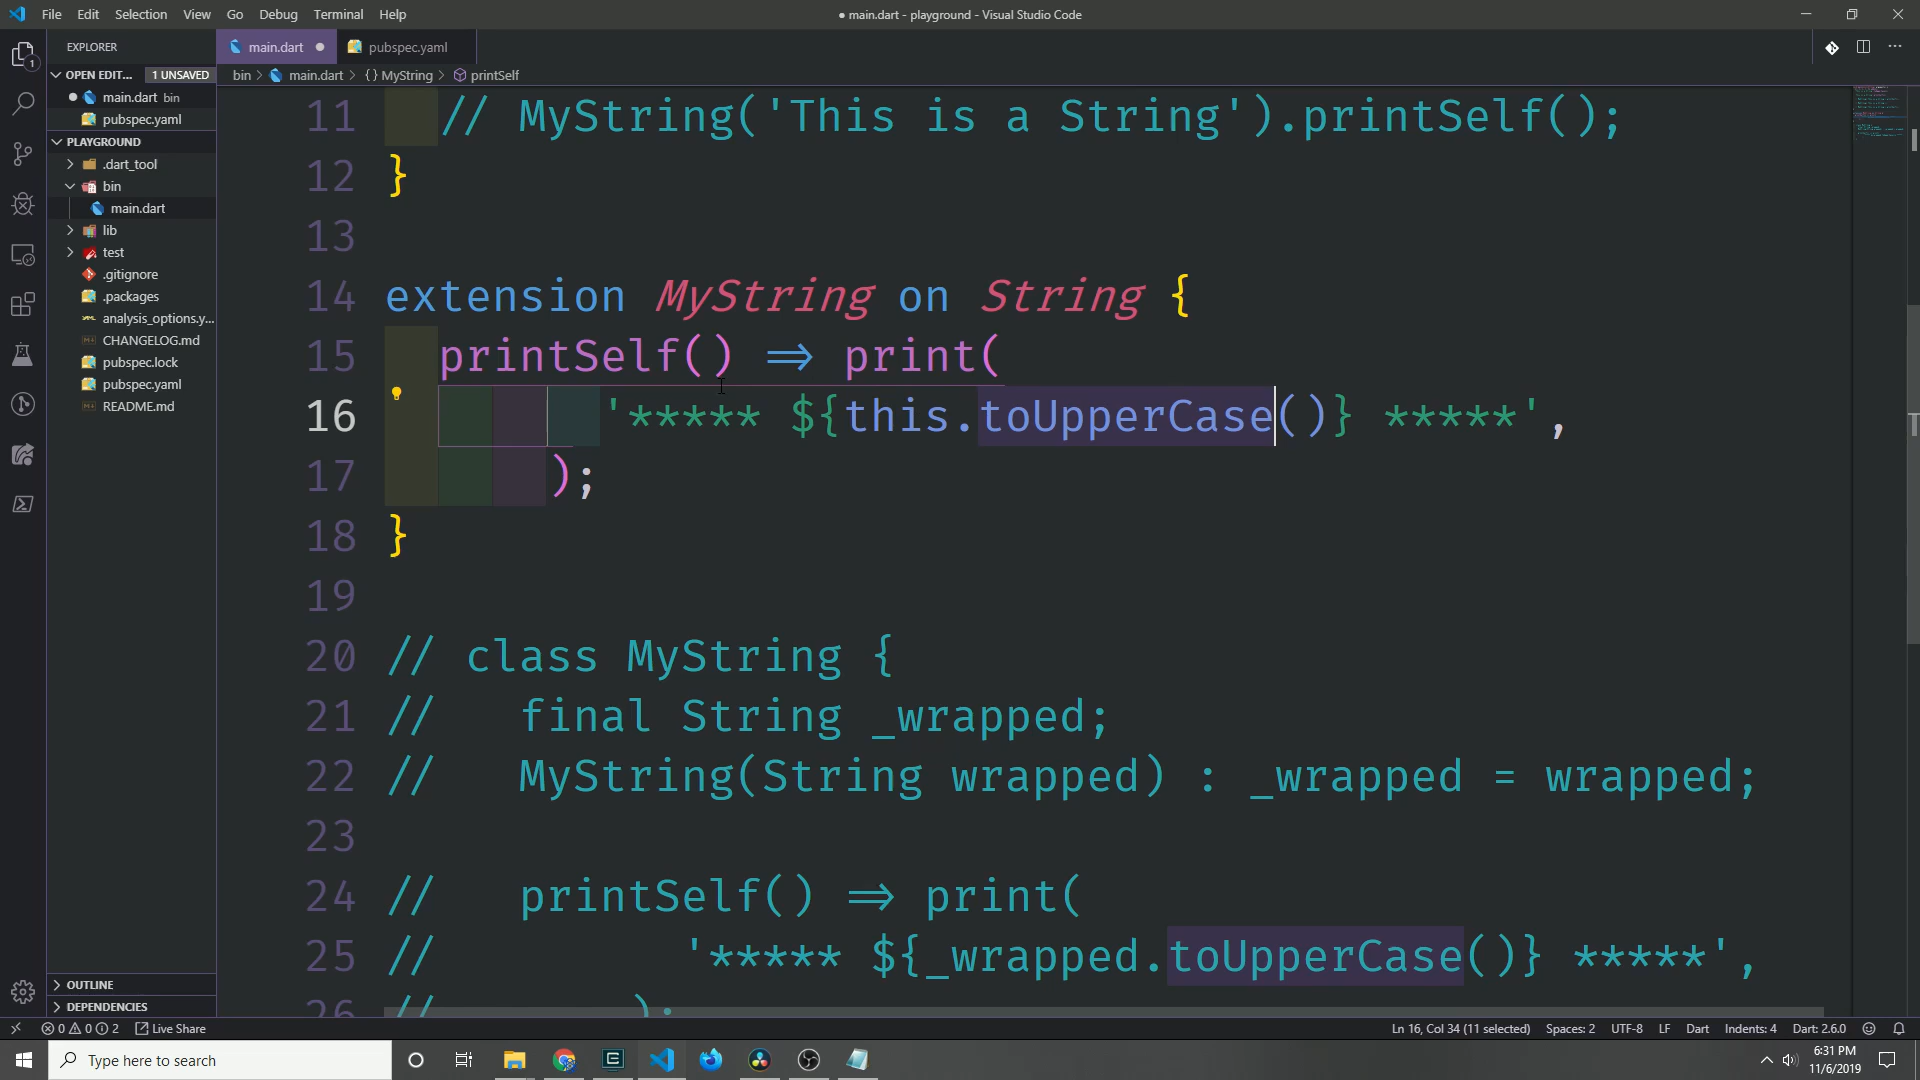 File Edit Selection View Go Debug Terminal Help
● main.dart - playground - Visual Studio Code
EXPLORER
main.dart
pubspec.yaml
OPEN EDIT... 1 UNSAVED
bin > main.dart > {} MyString > printSelf
main.dart bin
pubspec.yaml
PLAYGROUND
.dart_tool
bin
main.dart
lib
test
.gitignore
.packages
analysis_options.y...
CHANGELOG.md
pubspec.lock
pubspec.yaml
README.md
OUTLINE
DEPENDENCIES
11 // MyString('This is a String').printSelf();
12 }
13
14 extension MyString on String {
15 printSelf() => print(
16 '***** ${this.toUpperCase()} *****',
17 );
18 }
19
20 // class MyString {
21 // final String _wrapped;
22 // MyString(String wrapped) : _wrapped = wrapped;
23
24 // printSelf() => print(
25 // '***** ${_wrapped.toUpperCase()} *****',
26 // );
0 0 2 Live Share
Ln 16, Col 34 (11 selected) Spaces: 2 UTF-8 LF Dart Indents: 4 Dart: 2.6.0
Type here to search
6:31 PM
11/6/2019